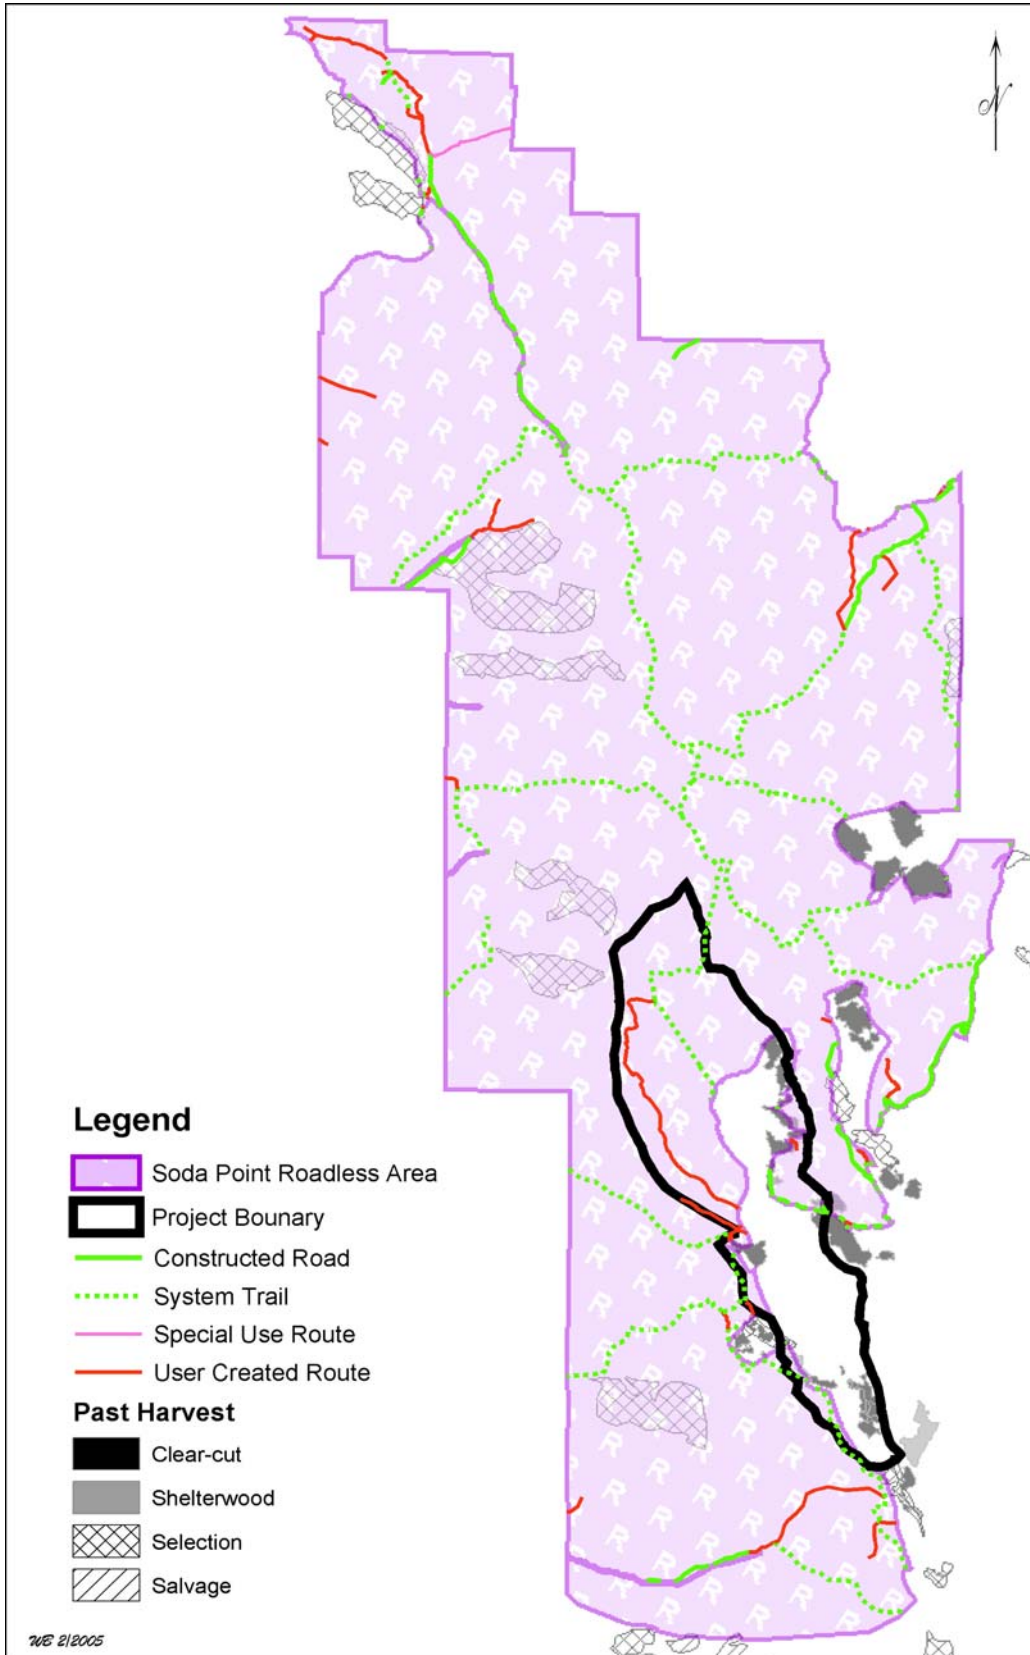 N
Legend
Soda Point Roadless Area
Project Bounary
Constructed Road
System Trail
Special Use Route
User Created Route
Past Harvest
Clear-cut
Shelterwood
Selection
Salvage
WB 2/2005